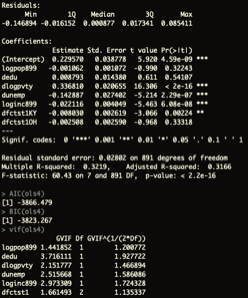 Residuals:
Min 1Q Median 3Q Max
-0.146894 -0.016152 0.000877 0.017341 0.085411
Coefficients:
Estimate Std. Error t value Pr(>|t|)
(Intercept) 0.229570 0.038778 5.920 4.59e-09 ***
logpop899 -0.001062 0.001072 -0.990 0.32243
dedu 0.008793 0.014380 0.611 0.54107
dlogpvty 0.336810 0.020655 16.306 < 2e-16 ***
dunemp -0.142887 0.027402 -5.214 2.29e-07 ***
loginc899 -0.022116 0.004049 -5.463 6.08e-08 ***
dfctst1KY -0.008030 0.002619 -3.066 0.00224 **
dfctst1OH -0.002508 0.002590 -0.968 0.33318
---
Signif. codes: 0 '***' 0.001 '**' 0.01 '*' 0.05 '.' 0.1 ' ' 1
Residual standard error: 0.02802 on 891 degrees of freedom
Multiple R-squared: 0.3219, Adjusted R-squared: 0.3166
F-statistic: 60.43 on 7 and 891 DF, p-value: < 2.2e-16
> AIC(ols4)
[1] -3866.479
> BIC(ols4)
[1] -3823.267
> vif(ols4)
GVIF Df GVIF^(1/(2*Df))
logpop899 1.441852 1 1.200772
dedu 3.716111 1 1.927722
dlogpvty 2.151777 1 1.466894
dunemp 2.515668 1 1.586086
loginc899 2.973309 1 1.724328
dfctst1 1.661493 2 1.135337